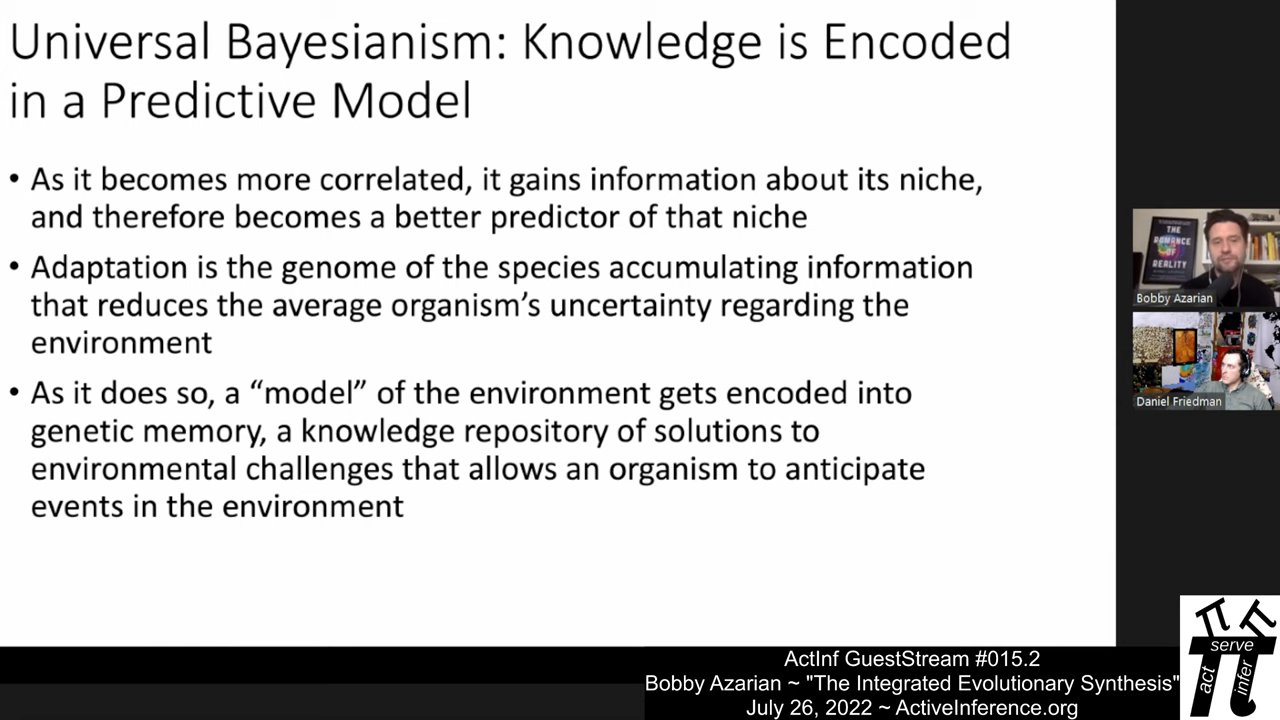 Universal Bayesianism: Knowledge is Encoded
in a Predictive Model
• As it becomes more correlated, it gains information about its niche,
and therefore becomes a better predictor of that niche
• Adaptation is the genome of the species accumulating information
that reduces the average organism’s uncertainty regarding the
environment
• As it does so, a “model” of the environment gets encoded into
genetic memory, a knowledge repository of solutions to
environmental challenges that allows an organism to anticipate
events in the environment
THE
ROMANCE
OF
REALITY
Bobby Azarian
Daniel Friedman
π π
serve
π
act
infer
ActInf GuestStream #015.2
Bobby Azarian ~ "The Integrated Evolutionary Synthesis"
July 26, 2022 ~ ActiveInference.org